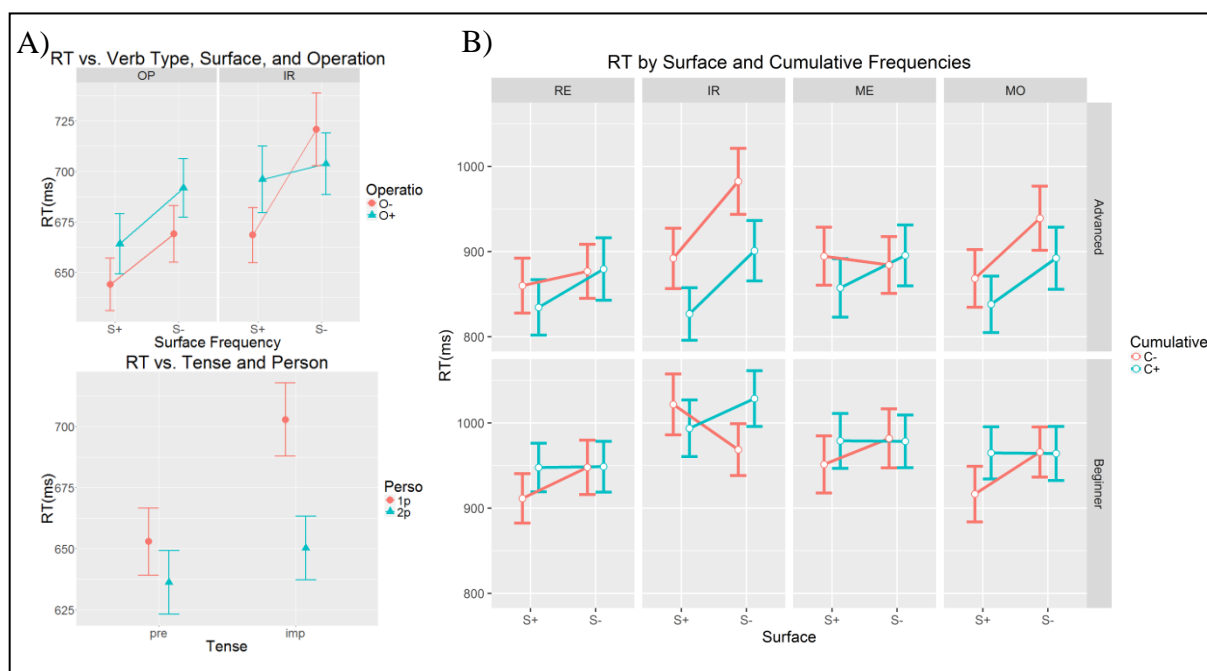 A)
RT vs. Verb Type, Surface, and Operation
OP IR
725
700
675
650
RT(ms)
S+ S- S+ S-
Surface Frequency
Operatio
O-
O+
RT vs. Tense and Person
700
675
650
625
RT(ms)
pre imp
Tense
Perso
1p
2p
B)
RT by Surface and Cumulative Frequencies
RE IR ME MO
1000
900
800
Advanced
1000
900
800
Beginner
RT(ms)
S+ S- S+ S- S+ S- S+ S-
Surface
Cumulative
C-
C+